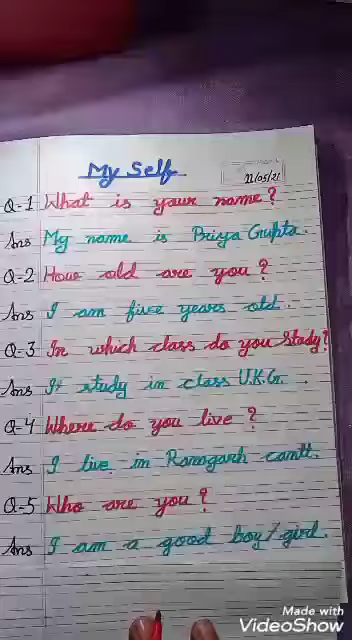 My Self
22/05/21
Q-1 What is your name?
Ans My name is Priya Gupta.
Q-2 How old are you?
Ans I am five years old.
Q-3 In which class do you Study?
Ans I study in class U.K.G.
Q-4 Where do you live?
Ans I live in Ramgarh cantt.
Q-5 Who are you?
Ans I am a good boy/girl.
Made with
VideoShow